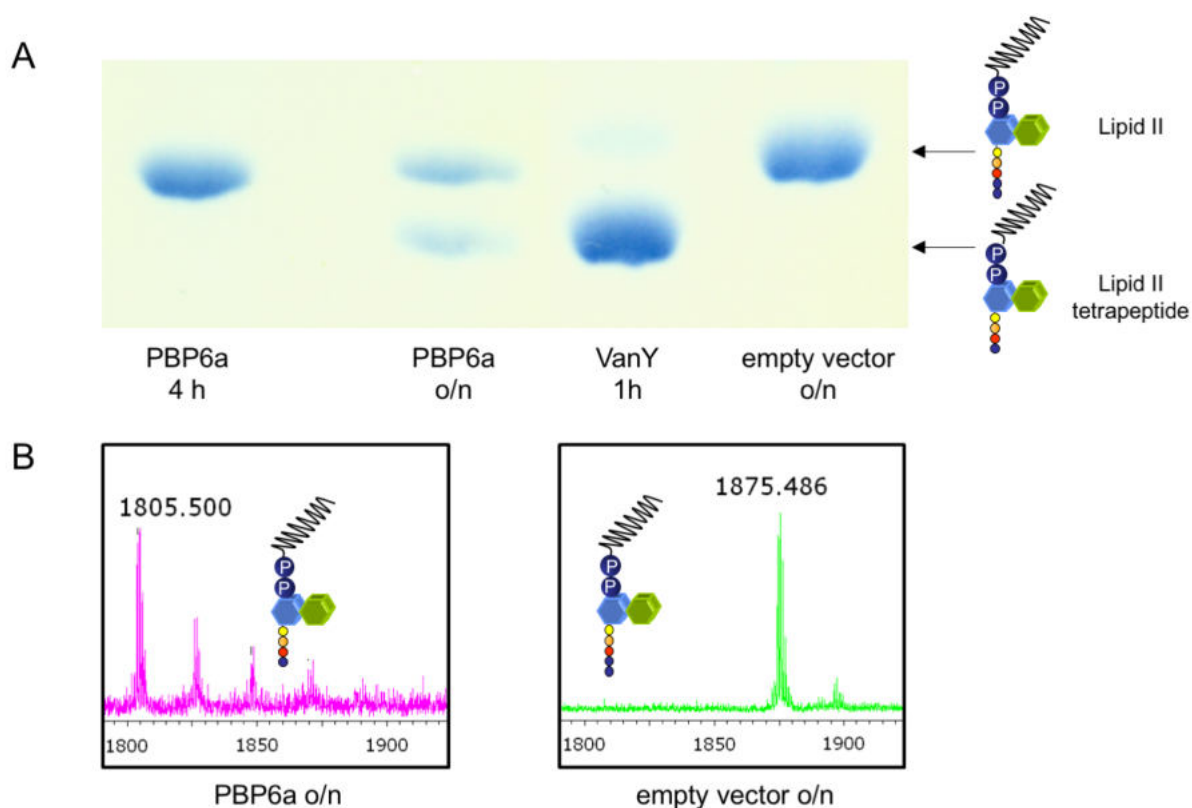 A
P
P
Lipid II
P
P
Lipid II
tetrapeptide
PBP6a
4 h
PBP6a
o/n
VanY
1h
empty vector
o/n
B
1805.500
P
P
1800 1850 1900
PBP6a o/n
1875.486
P
P
1800 1850 1900
empty vector o/n